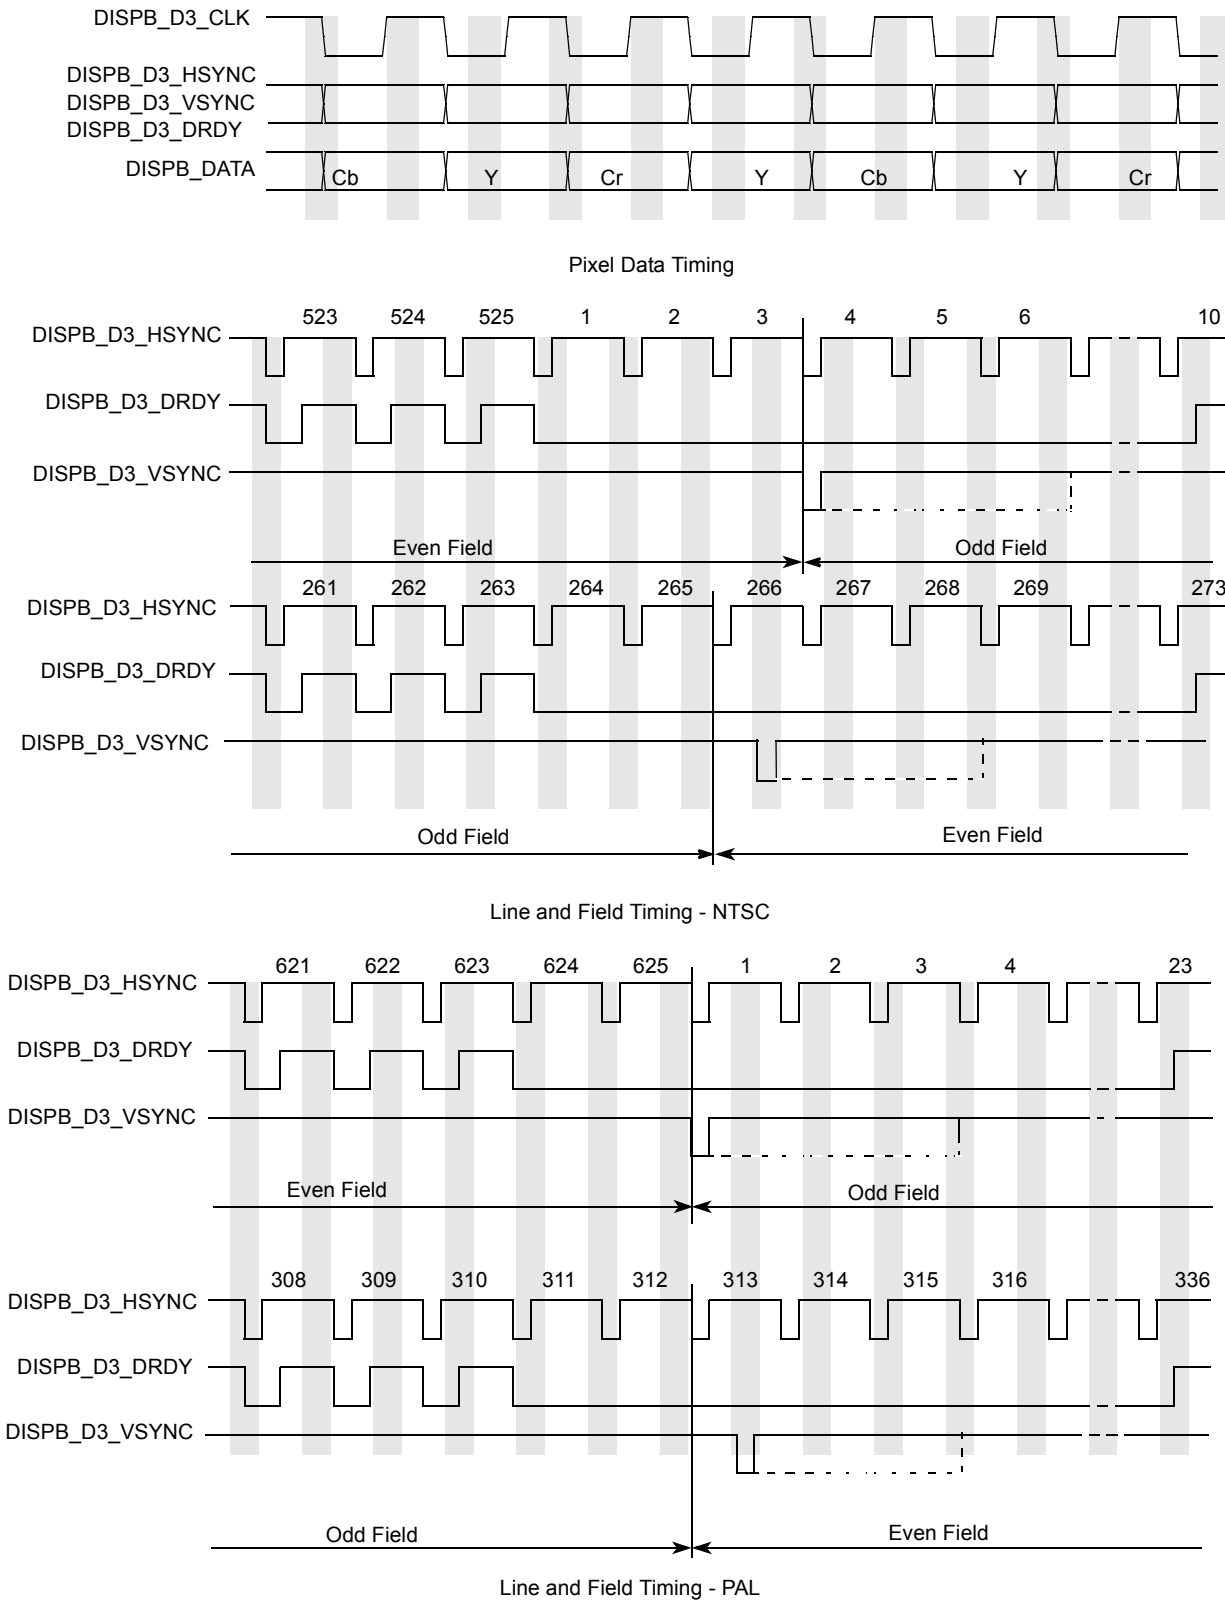 DISPB_D3_CLK
DISPB_D3_HSYNC
DISPB_D3_VSYNC
DISPB_D3_DRDY
DISPB_DATA
Cb Y Cr Y Cb Y Cr
Pixel Data Timing
523 524 525 1 2 3 4 5 6 10
DISPB_D3_HSYNC
DISPB_D3_DRDY
DISPB_D3_VSYNC
Even Field Odd Field
261 262 263 264 265 266 267 268 269 273
DISPB_D3_HSYNC
DISPB_D3_DRDY
DISPB_D3_VSYNC
Odd Field Even Field
Line and Field Timing - NTSC
621 622 623 624 625 1 2 3 4 23
DISPB_D3_HSYNC
DISPB_D3_DRDY
DISPB_D3_VSYNC
Even Field Odd Field
308 309 310 311 312 313 314 315 316 336
DISPB_D3_HSYNC
DISPB_D3_DRDY
DISPB_D3_VSYNC
Odd Field Even Field
Line and Field Timing - PAL